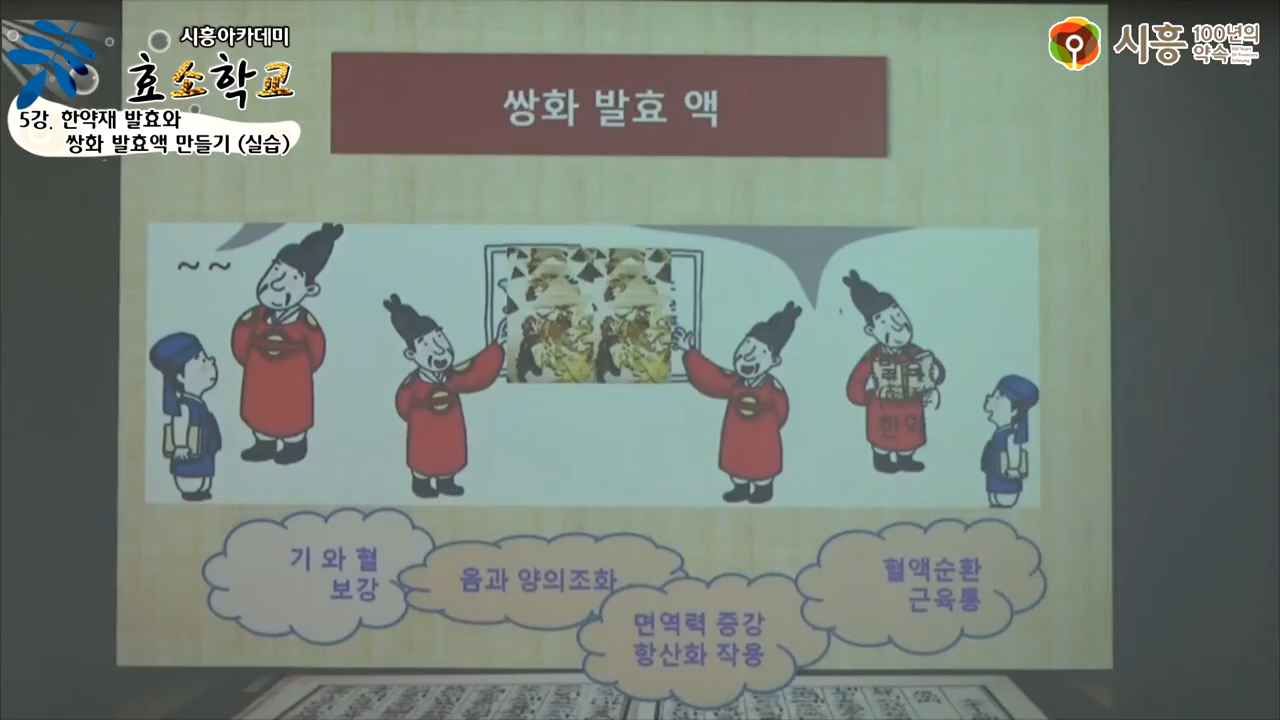 시흥아카데미
효소학교
5강. 한약재 발효와
쌍화 발효액 만들기 (실습)
시흥
100년의
약속
쌍화 발효 액
기 와 혈
보강
음과 양의조화
면역력 증강
항산화 작용
혈액순환
근육통